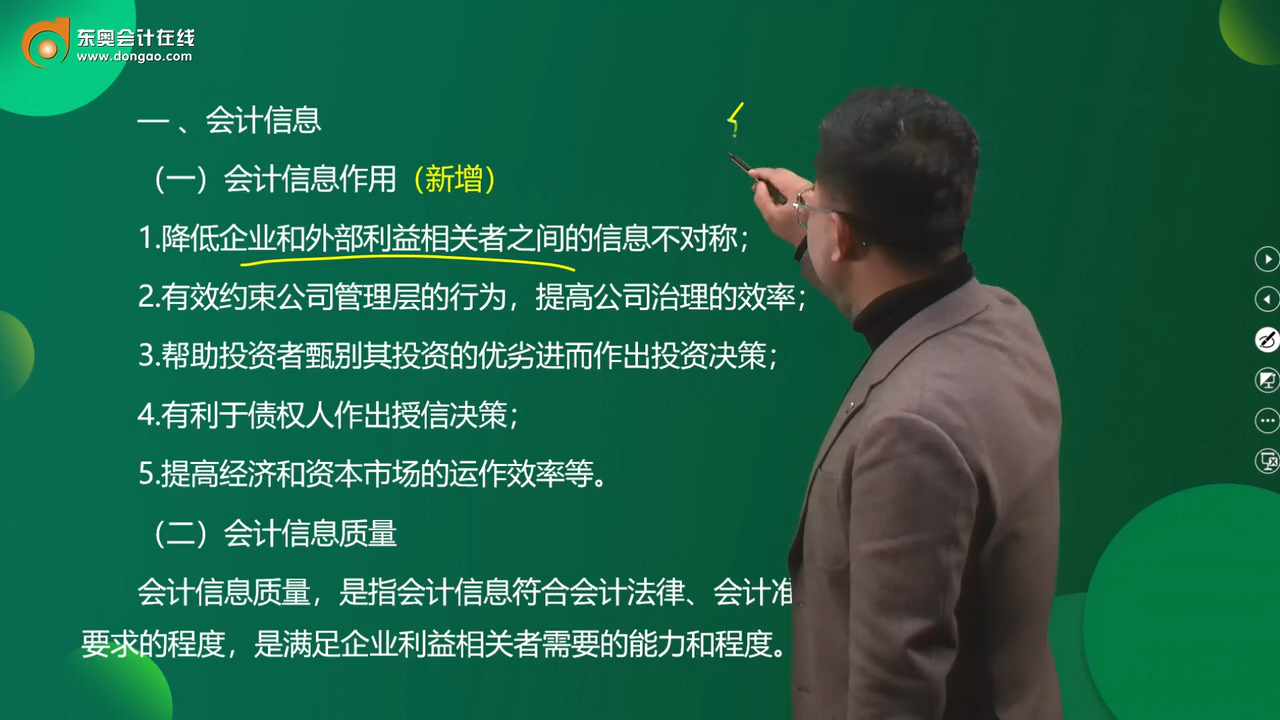 东奥会计在线
www.dongao.com
一、会计信息
（一）会计信息作用（新增）
1.降低企业和外部利益相关者之间的信息不对称；
2.有效约束公司管理层的行为，提高公司治理的效率；
3.帮助投资者甄别其投资的优劣进而作出投资决策；
4.有利于债权人作出授信决策；
5.提高经济和资本市场的运作效率等。
（二）会计信息质量
会计信息质量，是指会计信息符合会计法律、会计准
要求的程度，是满足企业利益相关者需要的能力和程度。